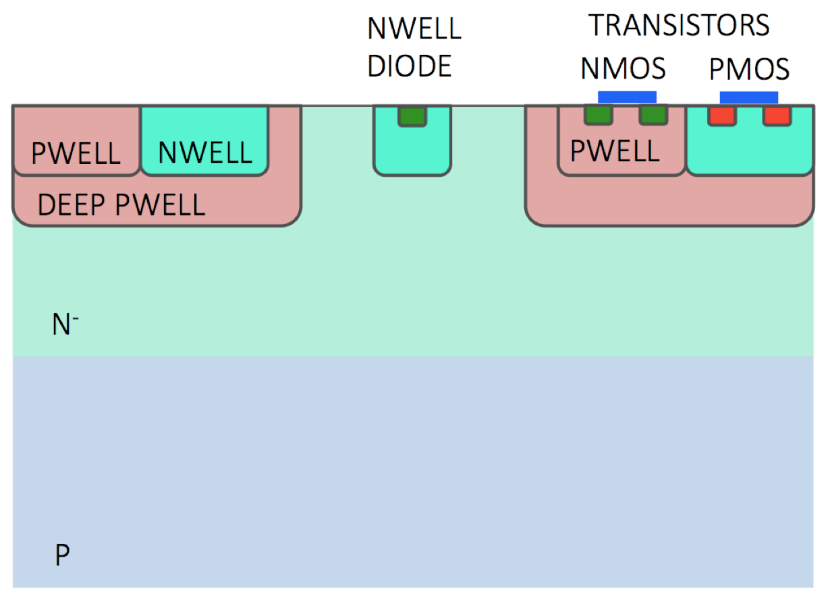 NWELL
DIODE
TRANSISTORS
NMOS PMOS
PWELL NWELL
DEEP PWELL
PWELL
N-
P